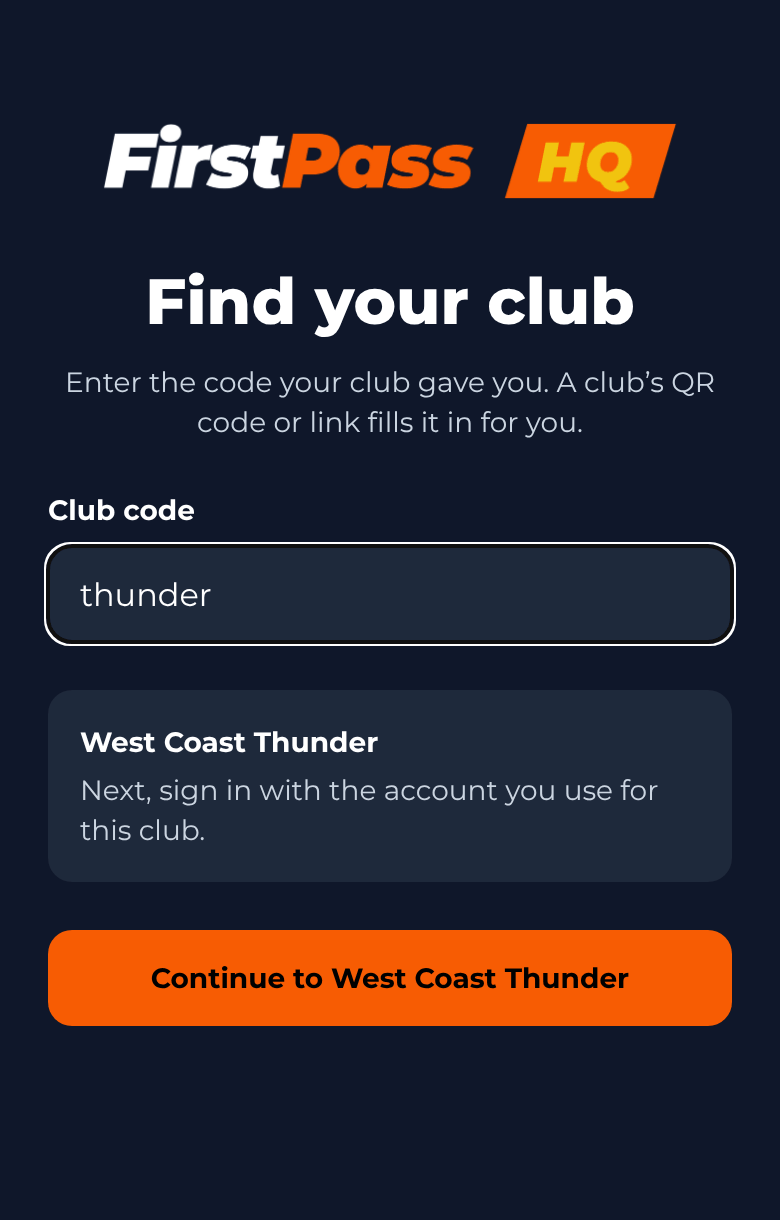 FirstPass HQ
Find your club
Enter the code your club gave you. A club’s QR
code or link fills it in for you.
Club code
thunder
West Coast Thunder
Next, sign in with the account you use for
this club.
Continue to West Coast Thunder